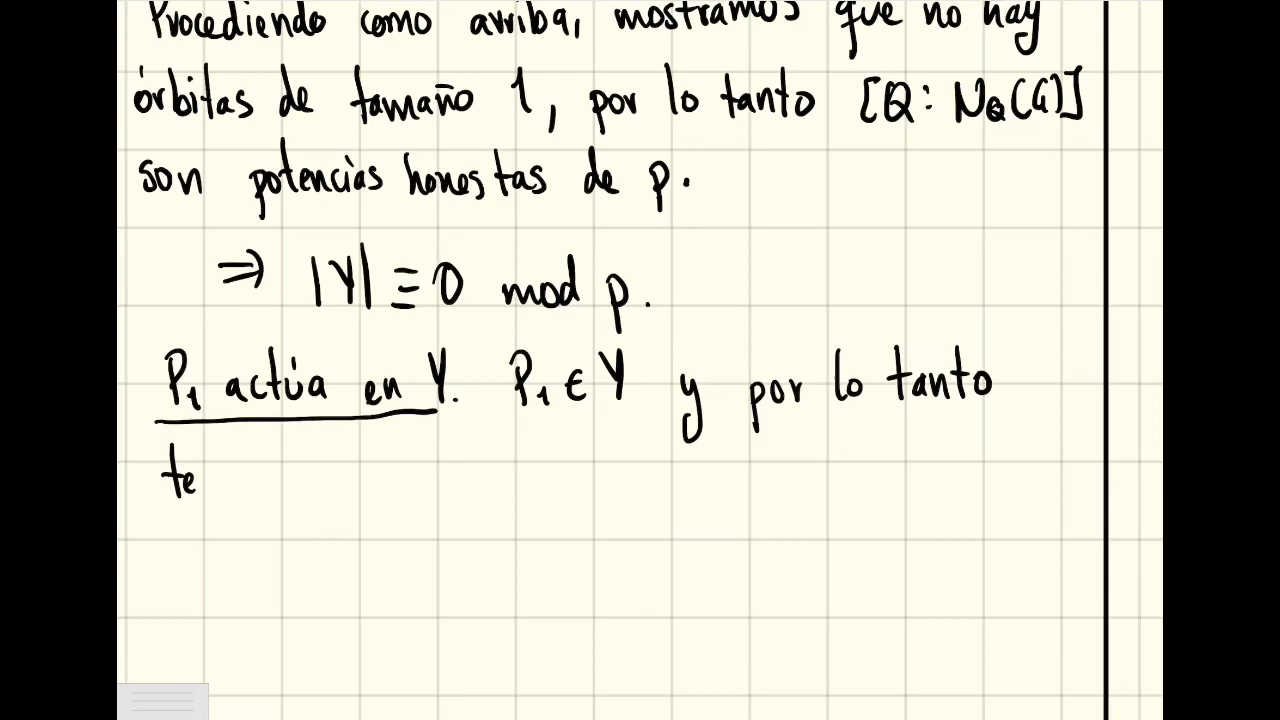 Procediendo como arriba, mostramos que no hay
órbitas de tamaño 1, por lo tanto [Q: N_Q(G)]
son potencias honestas de p.
⇒ |Y| ≡ 0 mod p.
P₁ actúa en Y. P₁ ∈ Y y por lo tanto
te